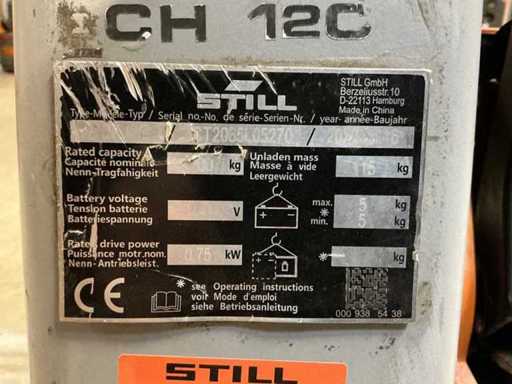 CH 12C
STILL
STILL GmbH
Berzeliusstr.10
D-22113 Hamburg
Made in China
Type-Modèle-Typ / Serial no.-No. de série-Serien-Nr. / year- année-Baujahr
Rated capacity
Capacité nominale
Nenn-Tragfähigkeit
kg
Unladen mass
Masse à vide
Leergewicht
115 kg
Battery voltage
Tension batterie
Batteriespannung
V
max. 5 kg
min. 5 kg
Rated drive power
Puissance motr.nom.
Nenn-Antriebsleist.
0.75 kW
kg
CE
see Operating instructions
voir Mode d'emploi
siehe Betriebsanleitung
000 938 54 38
STILL